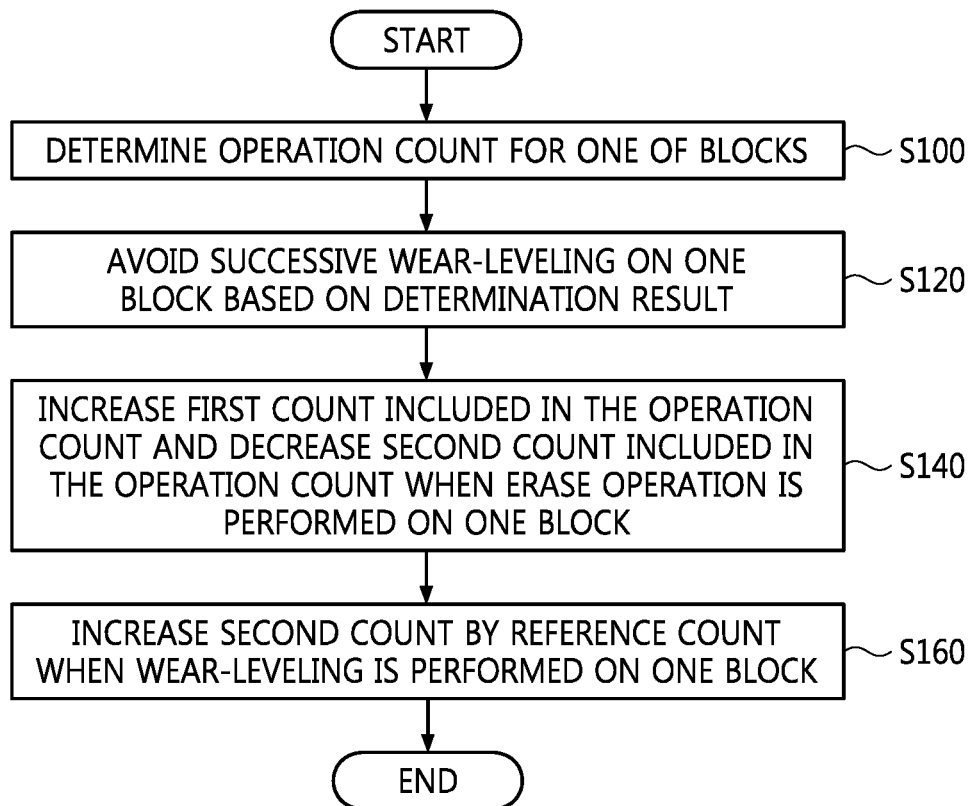 START
DETERMINE OPERATION COUNT FOR ONE OF BLOCKS
S100
AVOID SUCCESSIVE WEAR-LEVELING ON ONE
BLOCK BASED ON DETERMINATION RESULT
S120
INCREASE FIRST COUNT INCLUDED IN THE OPERATION
COUNT AND DECREASE SECOND COUNT INCLUDED IN
THE OPERATION COUNT WHEN ERASE OPERATION IS
PERFORMED ON ONE BLOCK
S140
INCREASE SECOND COUNT BY REFERENCE COUNT
WHEN WEAR-LEVELING IS PERFORMED ON ONE BLOCK
S160
END